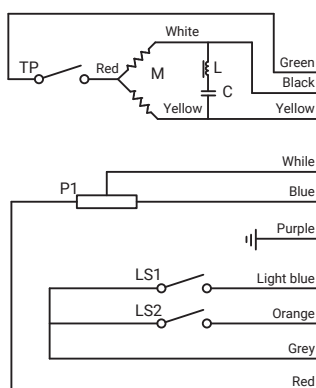 White
Green
TP
Red
M
L
Black
C
Yellow
Yellow
While
P1
Blue
Purple
LS1
Light blue
LS2
Orange
Grey
Red